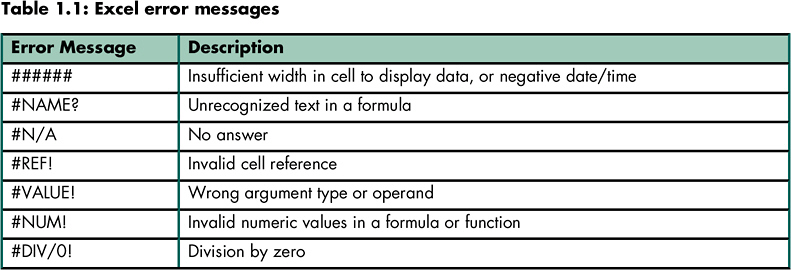 Table 1.1: Excel error messages
Error Message Description
###### Insufficient width in cell to display data, or negative date/time
#NAME? Unrecognized text in a formula
#N/A No answer
#REF! Invalid cell reference
#VALUE! Wrong argument type or operand
#NUM! Invalid numeric values in a formula or function
#DIV/0! Division by zero